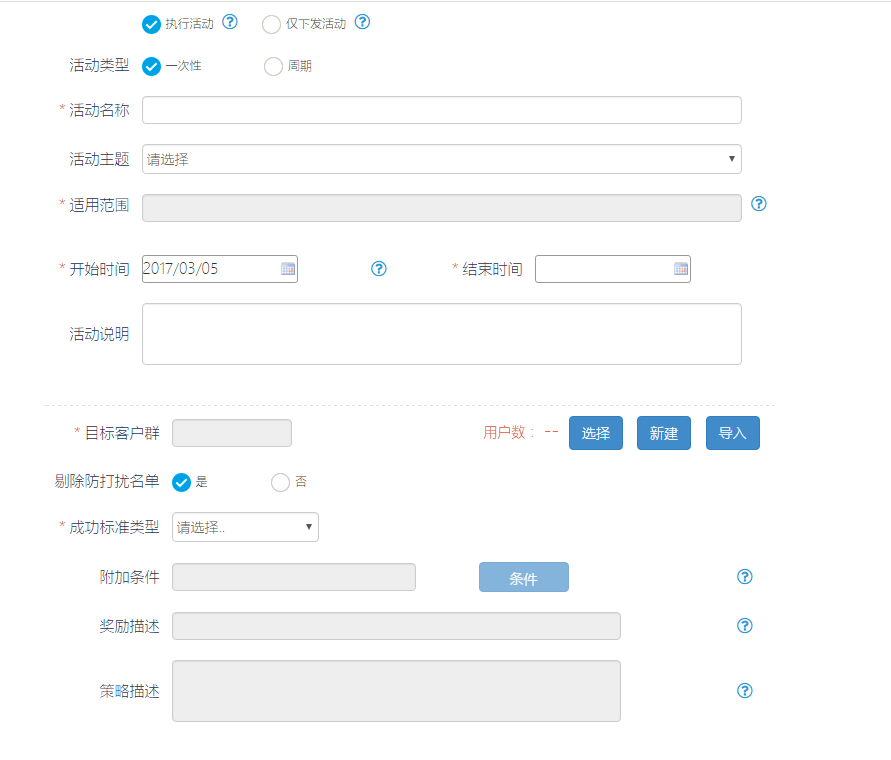 执行活动 ? 仅下发活动 ?
活动类型 一次性 周期
* 活动名称
活动主题 请选择
* 适用范围 ?
* 开始时间 2017/03/05 ? * 结束时间
活动说明
* 目标客户群 用户数： -- 选择 新建 导入
剔除防打扰名单 是 否
* 成功标准类型 请选择..
附加条件 条件 ?
奖励描述 ?
策略描述 ?